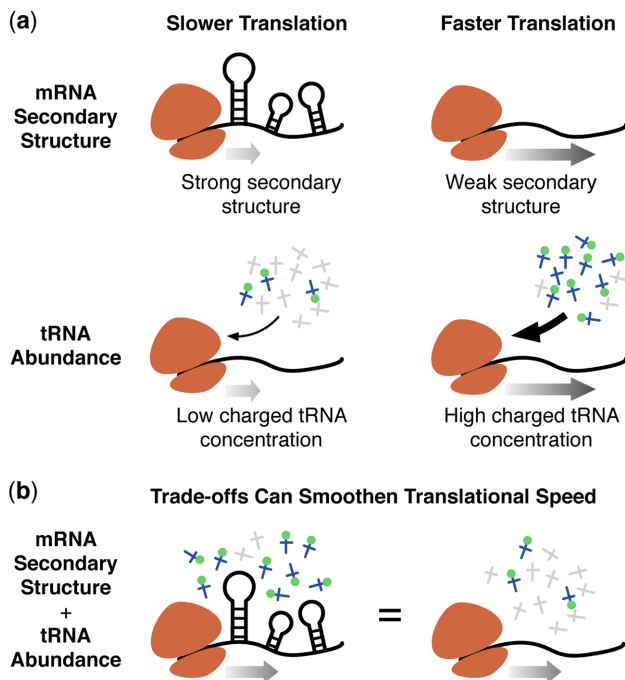 (a)
Slower Translation
Faster Translation
mRNA
Secondary
Structure
Strong secondary
structure
Weak secondary
structure
tRNA
Abundance
Low charged tRNA
concentration
High charged tRNA
concentration
(b)
Trade-offs Can Smoothen Translational Speed
mRNA
Secondary
Structure
+
tRNA
Abundance
=